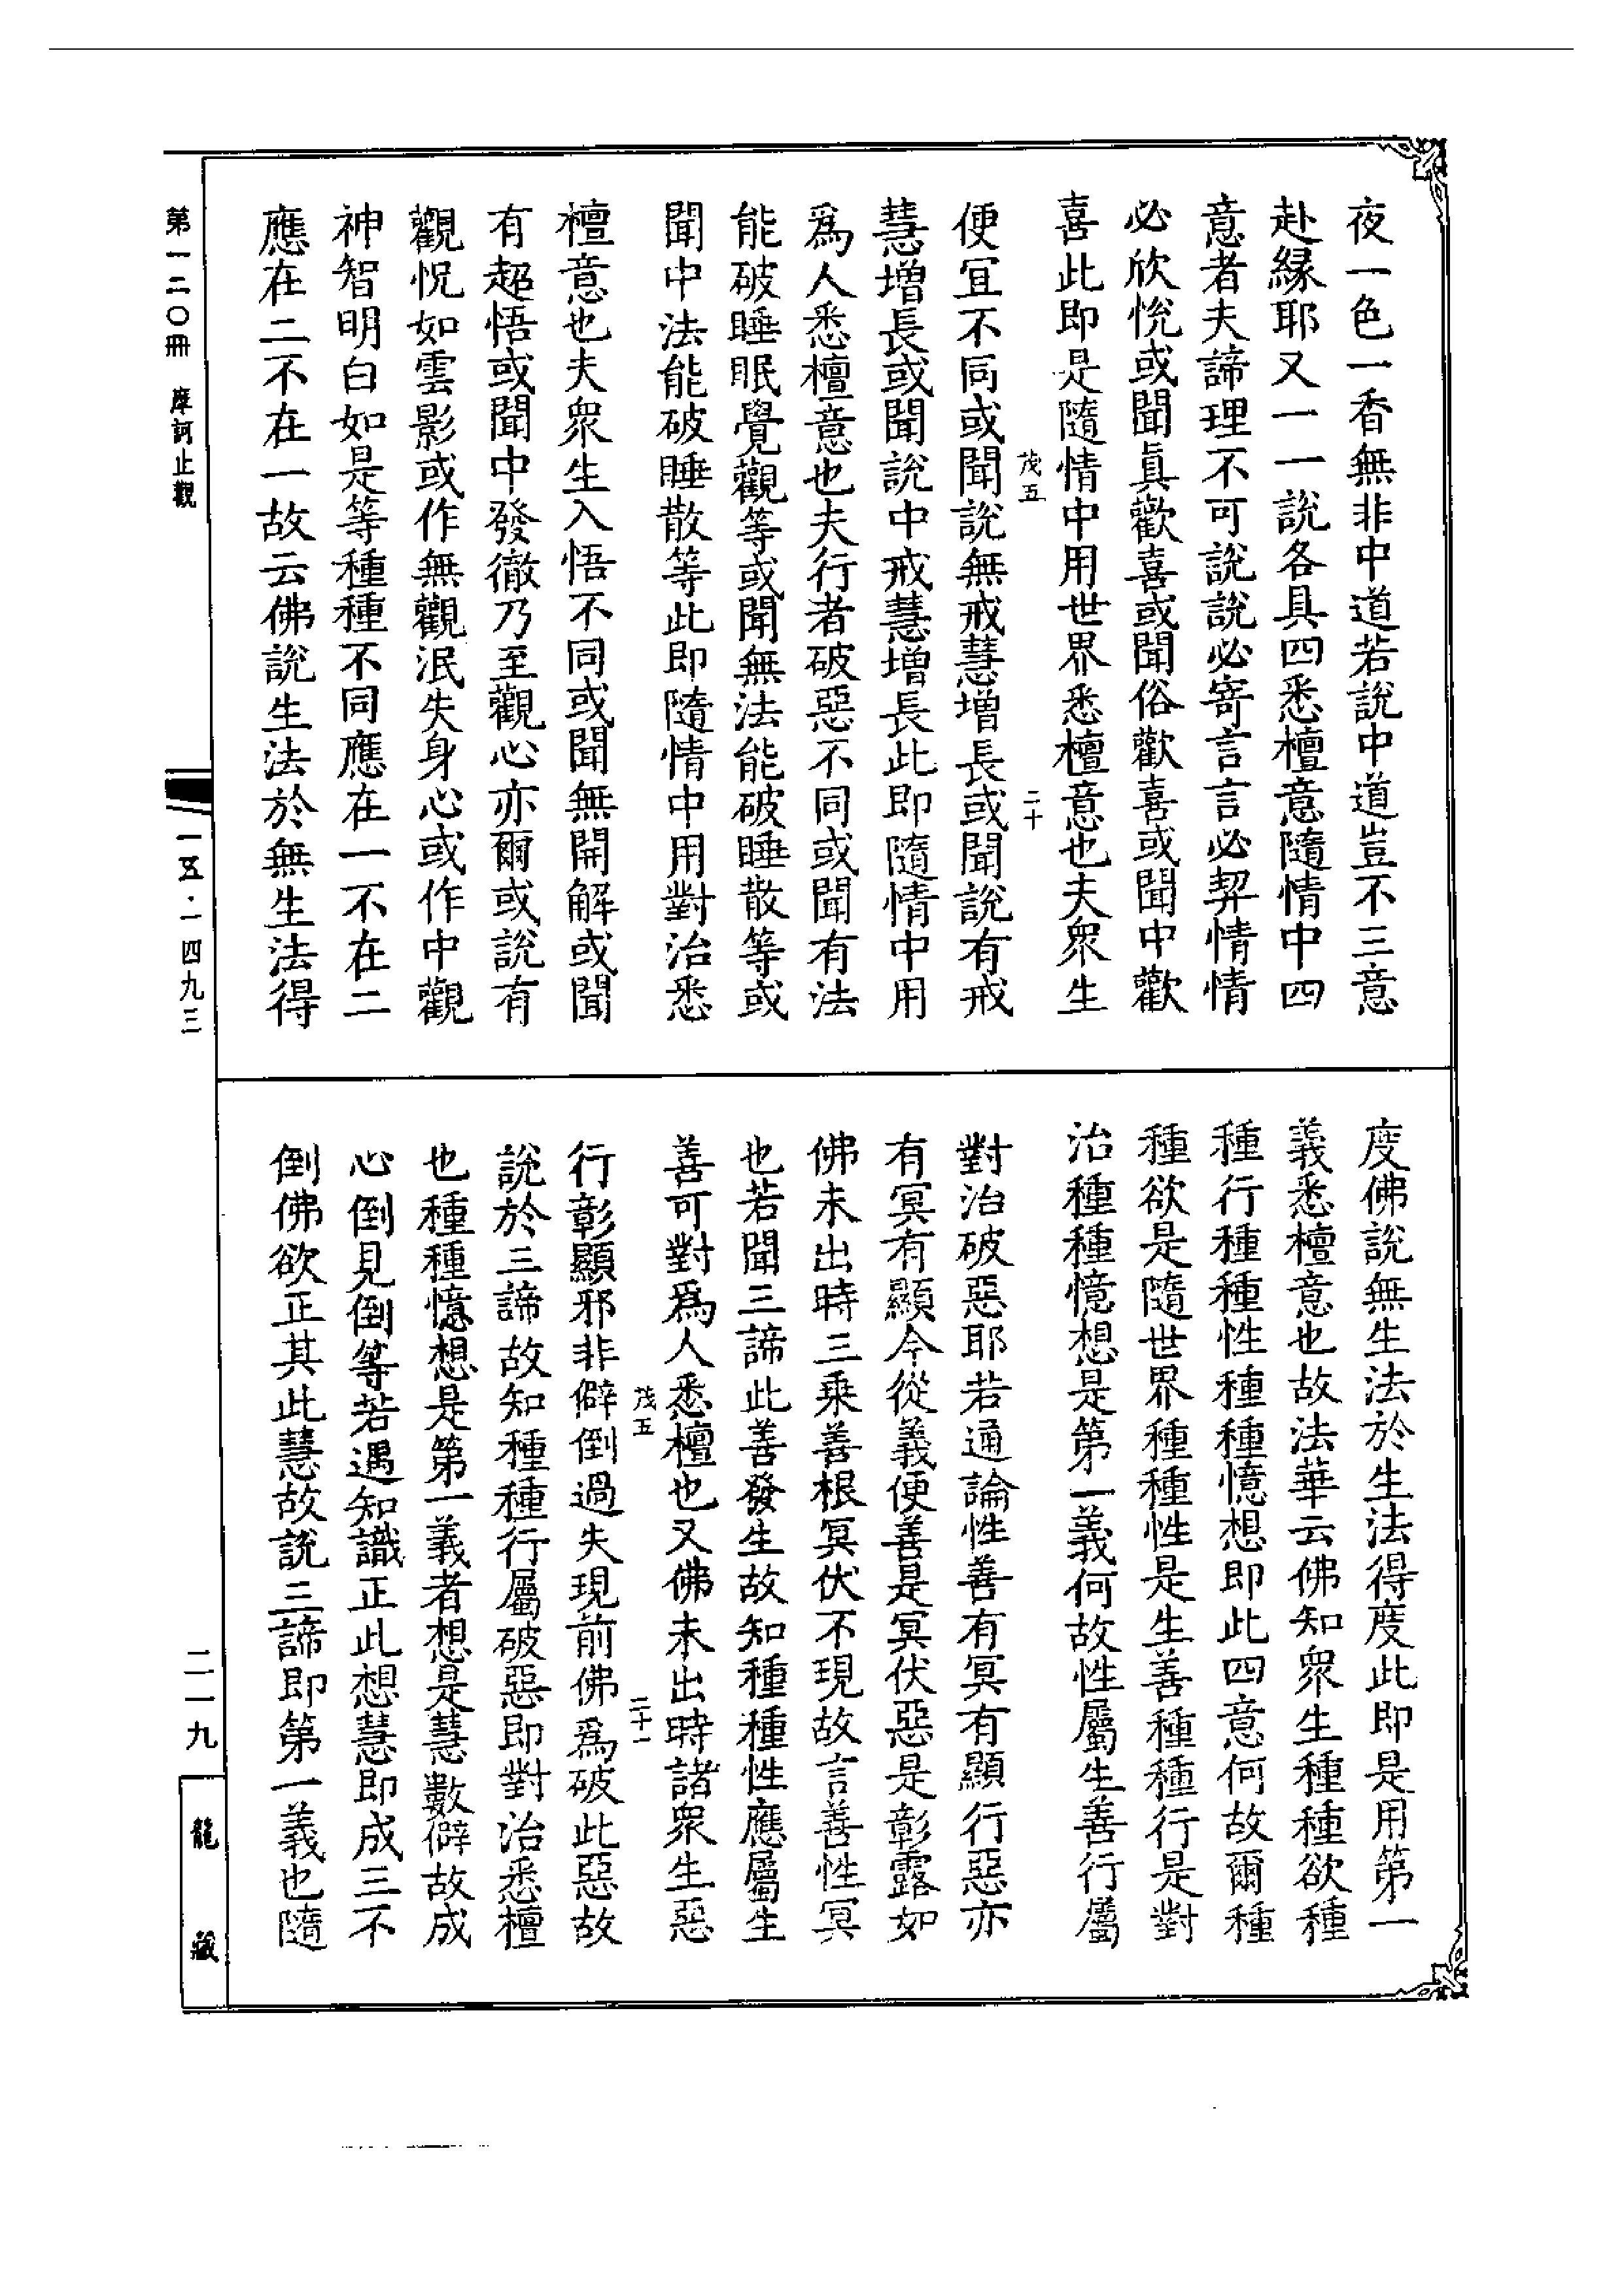 夜一色一香無非中道若說中道豈不三意
赴緣耶又一一說各具四悉檀意隨情中四
意者夫諦理不可說說必寄言言必契情情
必欣悅或聞眞歡喜或聞俗歡喜或聞中歡
喜此即是隨情中用世界悉檀意也夫衆生
茂五 二十
便宜不同或聞說無戒慧增長或聞說有戒
慧增長或聞說中戒慧增長此即隨情中用
爲人悉檀意也夫行者破惡不同或聞有法
能破睡眠覺觀等或聞無法能破睡散等或
聞中法能破睡散等此即隨情中用對治悉
檀意也夫衆生入悟不同或聞無開解或聞
有超悟或聞中發徹乃至觀心亦爾或說有
觀怳如雲影或作無觀泯失身心或作中觀
神智明白如是等種種不同應在一不在二
應在二不在一故云佛說生法於無生法得
度佛說無生法於生法得度此即是用第一
義悉檀意也故法華云佛知衆生種種欲種
種行種種性種種憶想即此四意何故爾種
種欲是隨世界種種性是生善種種行是對
治種種憶想是第一義何故性屬生善行屬
對治破惡耶若通論性善有冥有顯行惡亦
有冥有顯今從義便善是冥伏惡是彰露如
佛未出時三乗善根冥伏不現故言善性冥
也若聞三諦此善發生故知種種性應屬生
善可對爲人悉檀也又佛未出時諸衆生惡
茂五 二十一
行彰顯邪非僻倒過失現前佛爲破此惡故
說於三諦故知種種行屬破惡即對治悉檀
也種種憶想是第一義者想是慧數僻故成
心倒見倒等若遇知識正此想慧即成三不
倒佛欲正其此慧故說三諦即第一義也隨
第一二〇冊 摩訶止觀
一五·一四九三
二一九
龍藏